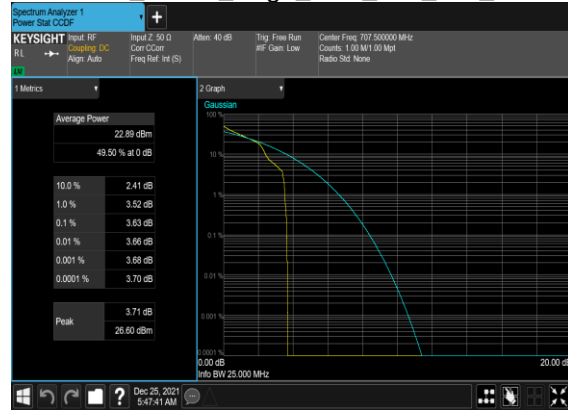 Spectrum Analyzer 1
Power Stat CCDF
KEYSIGHT
RL
Input: RF
Coupling: DC
Align: Auto
Input Z: 50 Ω
Corr CCorr
Freq Ref: Int (S)
Atten: 40 dB
Trig: Free Run
#IF Gain: Low
Center Freq: 707.500000 MHz
Counts: 1.00 M/1.00 Mpt
Radio Std: None
1 Metrics
Average Power
22.89 dBm
49.50 % at 0 dB
10.0 % 2.41 dB
1.0 % 3.52 dB
0.1 % 3.63 dB
0.01 % 3.66 dB
0.001 % 3.68 dB
0.0001 % 3.70 dB
Peak
3.71 dB
26.60 dBm
2 Graph
Gaussian
100 %
10 %
1 %
0.1 %
0.01 %
0.001 %
0.0001 %
0.00 dB
20.00 dB
Info BW 25.000 MHz
?
Dec 25, 2021
5:47:41 AM